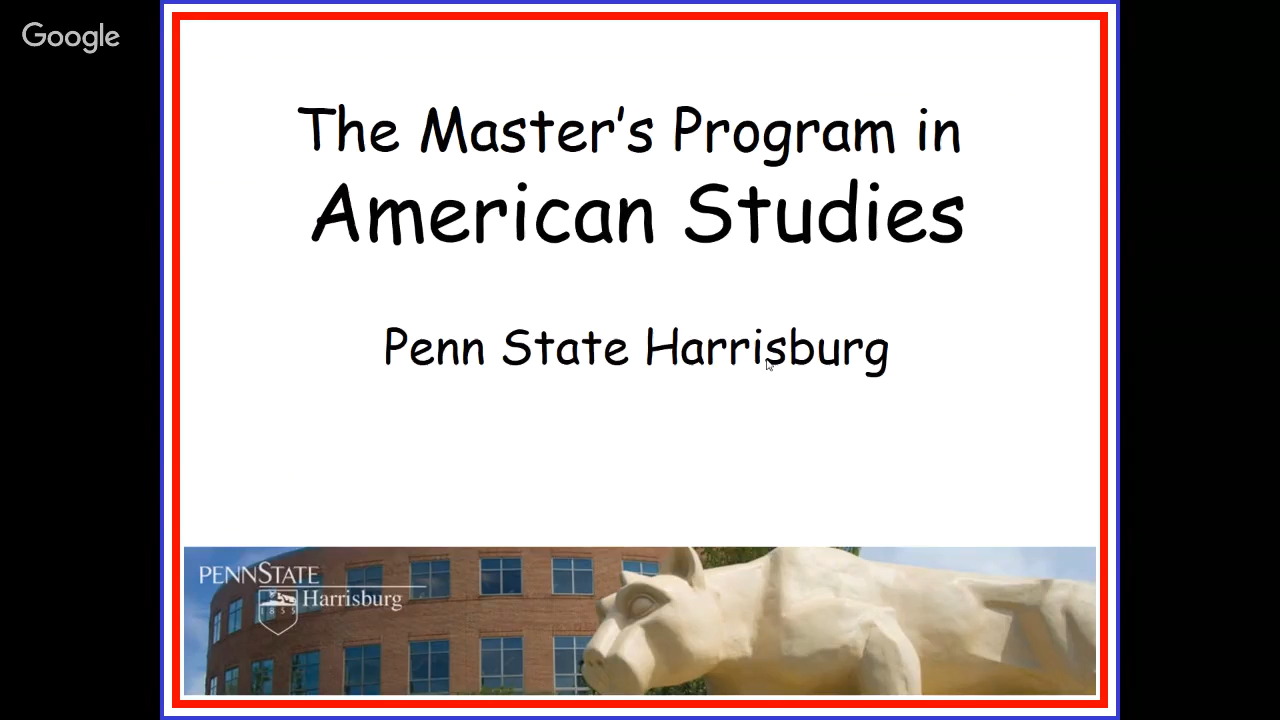 Google
The Master’s Program in
American Studies
Penn State Harrisburg
PENNSTATE
Harrisburg
1855